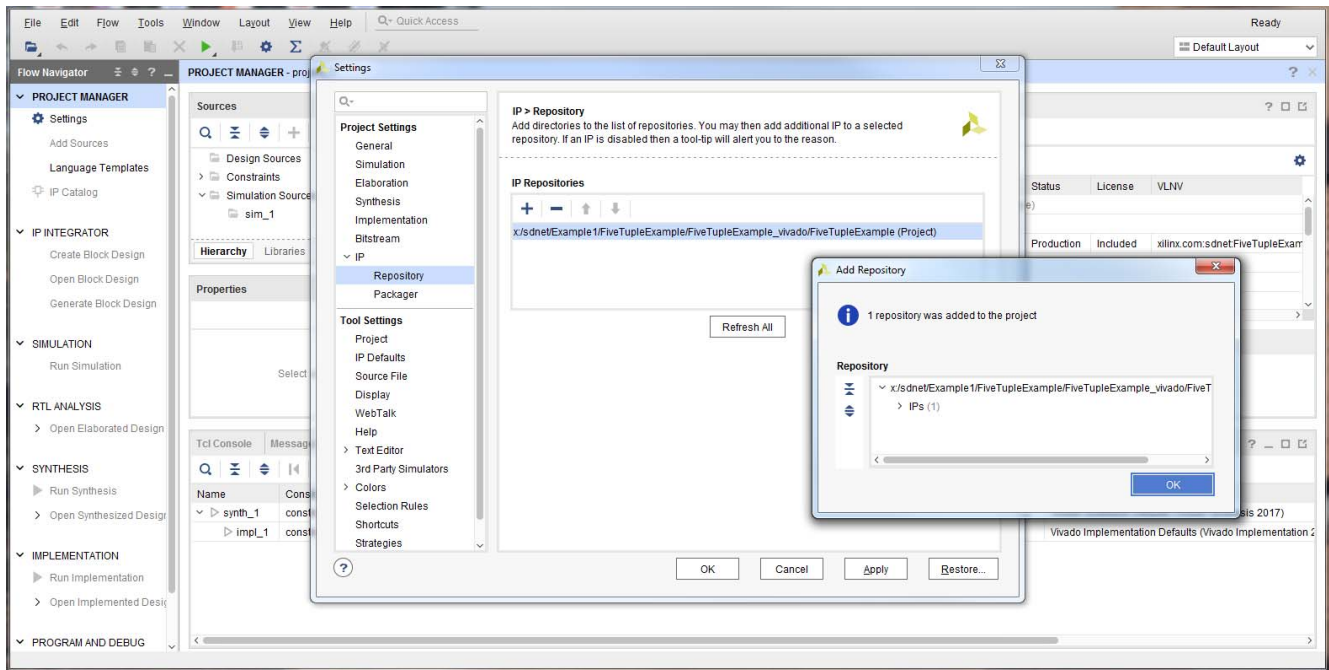 File Edit Flow Tools Window Layout View Help Quick Access Ready
Default Layout
Flow Navigator ? PROJECT MANAGER - proj ?
PROJECT MANAGER
Settings
Add Sources
Language Templates
IP Catalog
IP INTEGRATOR
Create Block Design
Open Block Design
Generate Block Design
SIMULATION
Run Simulation
RTL ANALYSIS
Open Elaborated Design
SYNTHESIS
Run Synthesis
Open Synthesized Design
IMPLEMENTATION
Run Implementation
Open Implemented Desig
PROGRAM AND DEBUG
Sources
Design Sources
Constraints
Simulation Source
sim_1
Hierarchy Libraries
Properties
Select
Tcl Console Messag
Name Cons
synth_1 const
impl_1 const
Settings
Project Settings
General
Simulation
Elaboration
Synthesis
Implementation
Bitstream
IP
Repository
Packager
Tool Settings
Project
IP Defaults
Source File
Display
WebTalk
Help
Text Editor
3rd Party Simulators
Colors
Selection Rules
Shortcuts
Strategies
?
IP > Repository
Add directories to the list of repositories. You may then add additional IP to a selected
repository. If an IP is disabled then a tool-tip will alert you to the reason.
IP Repositories
x:/sdnet/Example1/FiveTupleExample/FiveTupleExample_vivado/FiveTupleExample (Project)
Refresh All
OK Cancel Apply Restore...
Add Repository
1 repository was added to the project
Repository
x:/sdnet/Example1/FiveTupleExample/FiveTupleExample_vivado/FiveT
IPs (1)
OK
?
Status License VLNV
e)
Production Included xilinx.com:sdnet:FiveTupleExam
?
sis 2017)
Vivado Implementation Defaults (Vivado Implementation 2